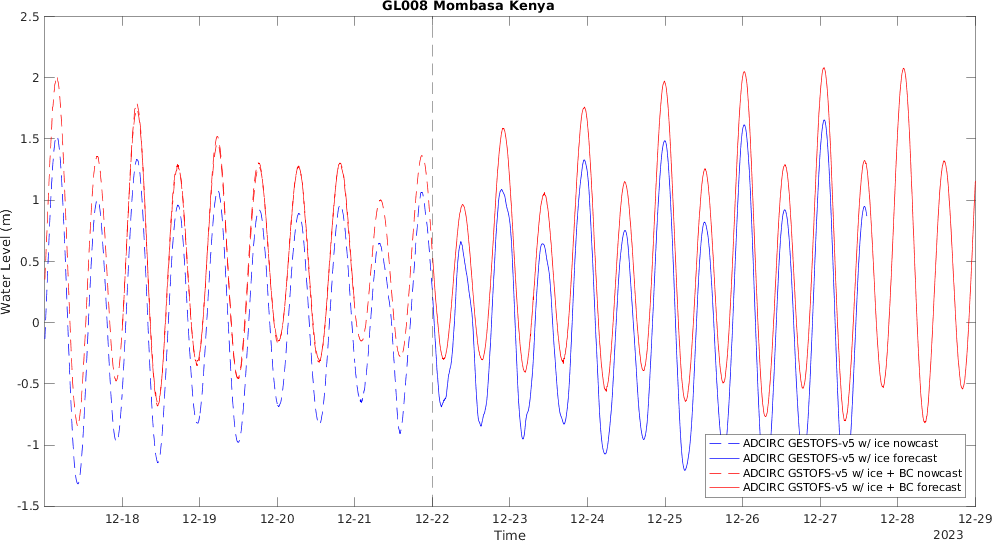 GL008 Mombasa Kenya
2.5
2
1.5
1
0.5
0
-0.5
-1
-1.5
Water Level (m)
12-18 12-19 12-20 12-21 12-22 12-23 12-24 12-25 12-26 12-27 12-28 12-29
Time
2023
ADCIRC GESTOFS-v5 w/ ice nowcast
ADCIRC GESTOFS-v5 w/ ice forecast
ADCIRC GSTOFS-v5 w/ ice + BC nowcast
ADCIRC GSTOFS-v5 w/ ice + BC forecast